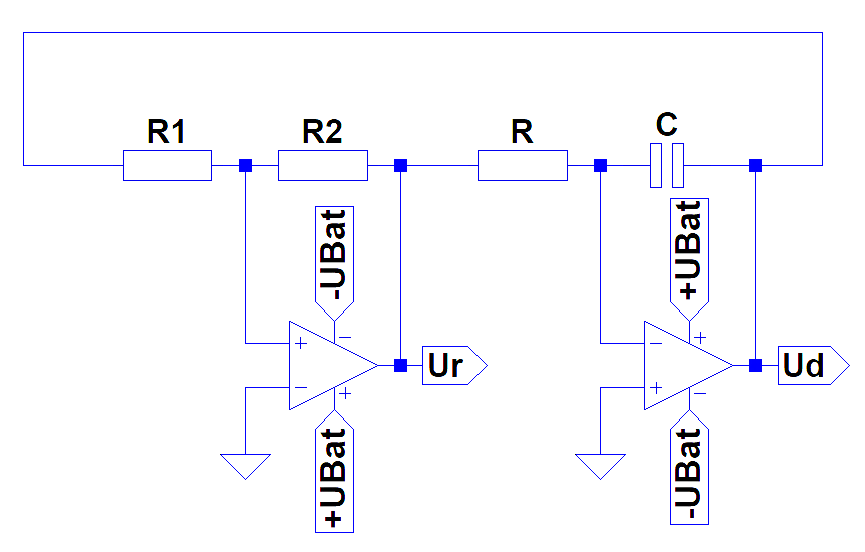 R1
R2
R
C
-UBat
+UBat
+
-
-
+
Ur
-
+
+
-
Ud
+UBat
-UBat